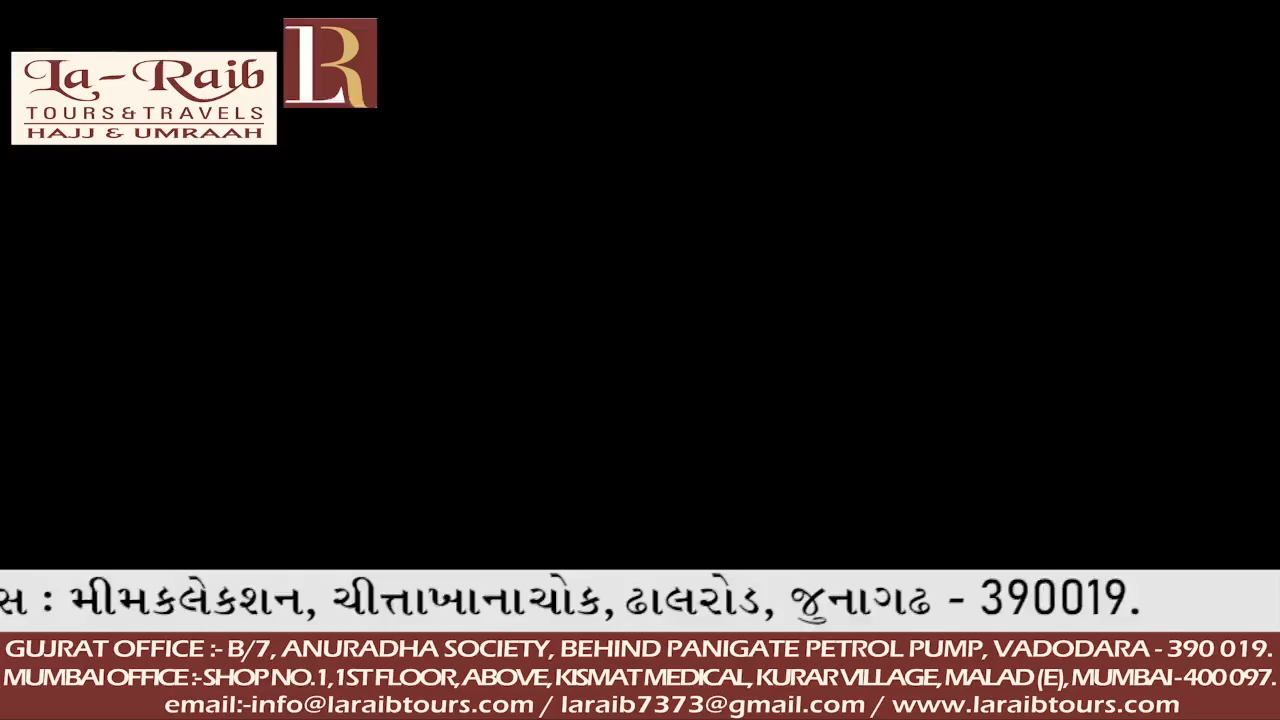 La-Raib
TOURS & TRAVELS
HAJJ & UMRAAH
LR
સ : મીમકલેકશન, ચીત્તાખાનાચોક, ઢાલરોડ, જુનાગઢ - 390019.
GUJRAT OFFICE :- B/7, ANURADHA SOCIETY, BEHIND PANIGATE PETROL PUMP, VADODARA - 390 019.
MUMBAI OFFICE :- SHOP NO. 1, 1ST FLOOR, ABOVE, KISMAT MEDICAL, KURAR VILLAGE, MALAD (E), MUMBAI - 400 097.
email:-info@laraibtours.com / laraib7373@gmail.com / www.laraibtours.com